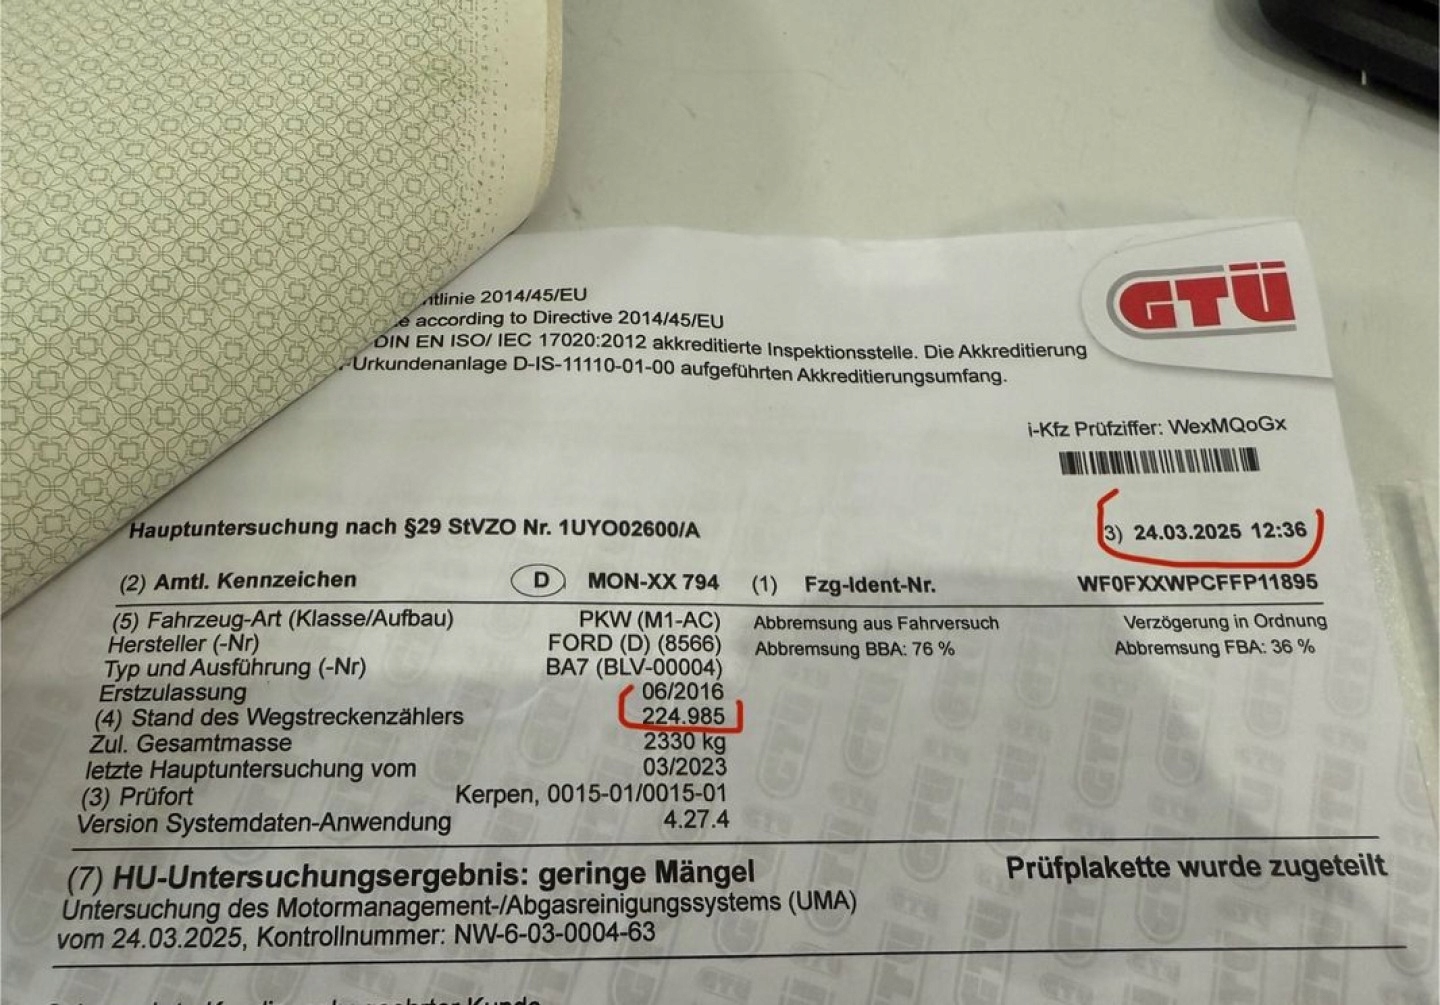 2014/45/EU
according to Directive 2014/45/EU
DIN EN ISO/ IEC 17020:2012 akkreditierte Inspektionsstelle. Die Akkreditierung
Urkundenanlage D-IS-11110-01-00 aufgeführten Akkreditierungsumfang.
GTÜ
i-Kfz Prüfziffer: WexMQoGx
Hauptuntersuchung nach §29 StVZO Nr. 1UYO02600/A
3) 24.03.2025 12:36
(2) Amtl. Kennzeichen D MON-XX 794 (1) Fzg-Ident-Nr. WF0FXXWPCFFP11895
(5) Fahrzeug-Art (Klasse/Aufbau) PKW (M1-AC) Abbremsung aus Fahrversuch Verzögerung in Ordnung
Hersteller (-Nr) FORD (D) (8566) Abbremsung BBA: 76 % Abbremsung FBA: 36 %
Typ und Ausführung (-Nr) BA7 (BLV-00004)
Erstzulassung 06/2016
(4) Stand des Wegstreckenzählers 224.985
Zul. Gesamtmasse 2330 kg
letzte Hauptuntersuchung vom 03/2023
(3) Prüfort Kerpen, 0015-01/0015-01
Version Systemdaten-Anwendung 4.27.4
(7) HU-Untersuchungsergebnis: geringe Mängel Prüfplakette wurde zugeteilt
Untersuchung des Motormanagement-/Abgasreinigungssystems (UMA)
vom 24.03.2025, Kontrollnummer: NW-6-03-0004-63